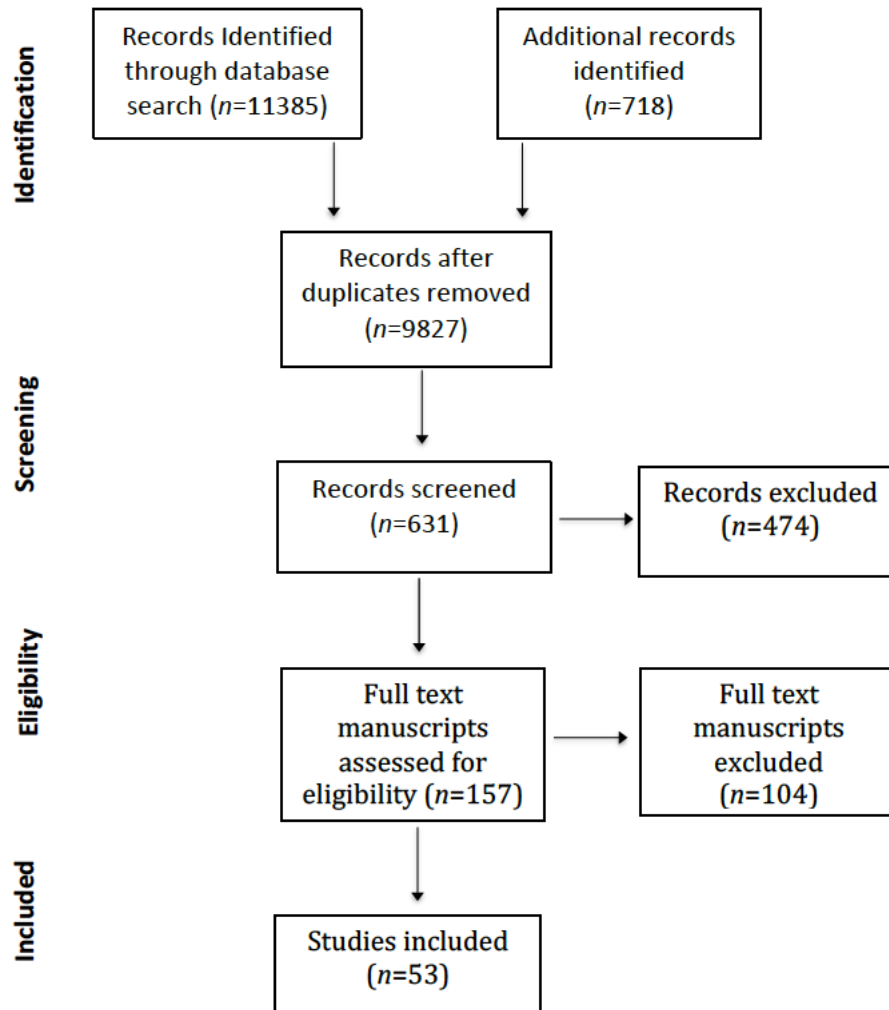 Identification
Records Identified
through database
search (n=11385)
Additional records
identified
(n=718)
Records after
duplicates removed
(n=9827)
Screening
Records screened
(n=631)
Records excluded
(n=474)
Eligibility
Full text
manuscripts
assessed for
eligibility (n=157)
Full text
manuscripts
excluded
(n=104)
Included
Studies included
(n=53)